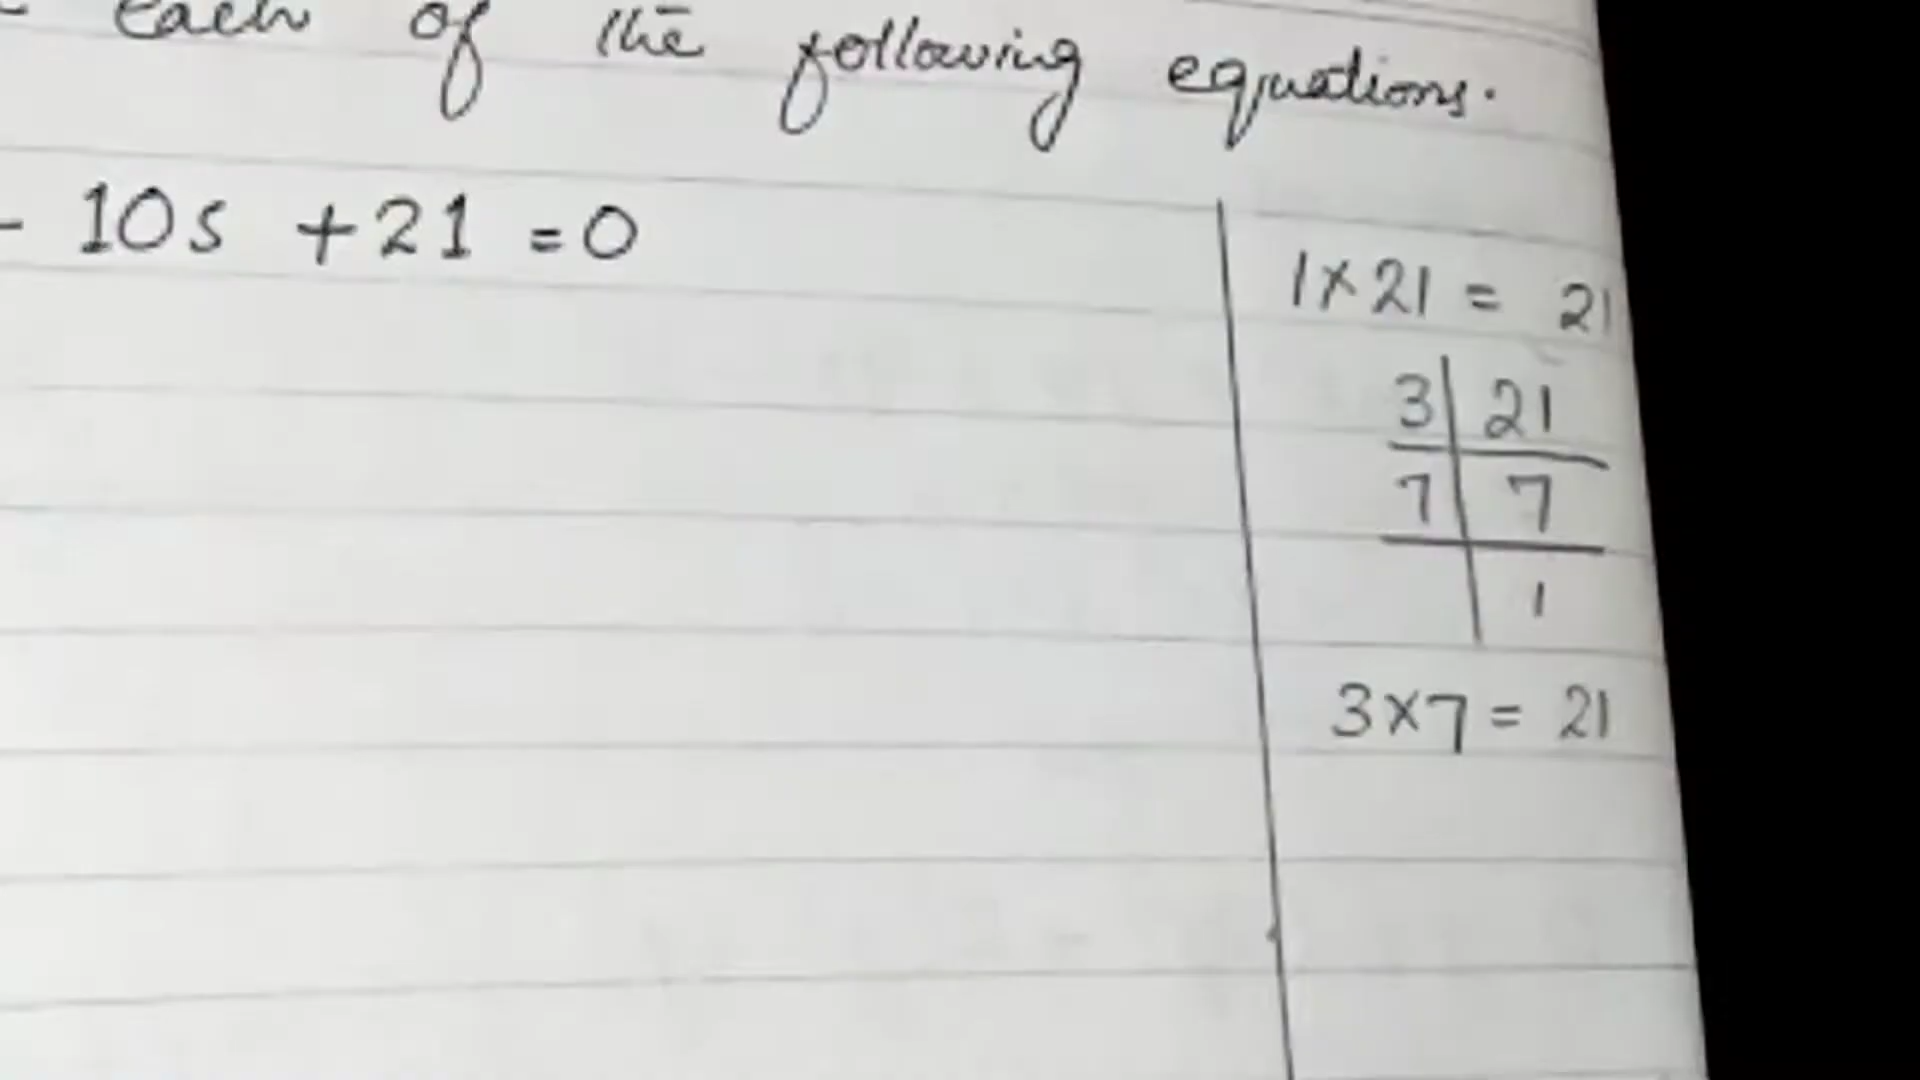 each of the following equations.
- 10s + 21 = 0
1 × 21 = 21
3 | 21
7 | 7
1
3 × 7 = 21